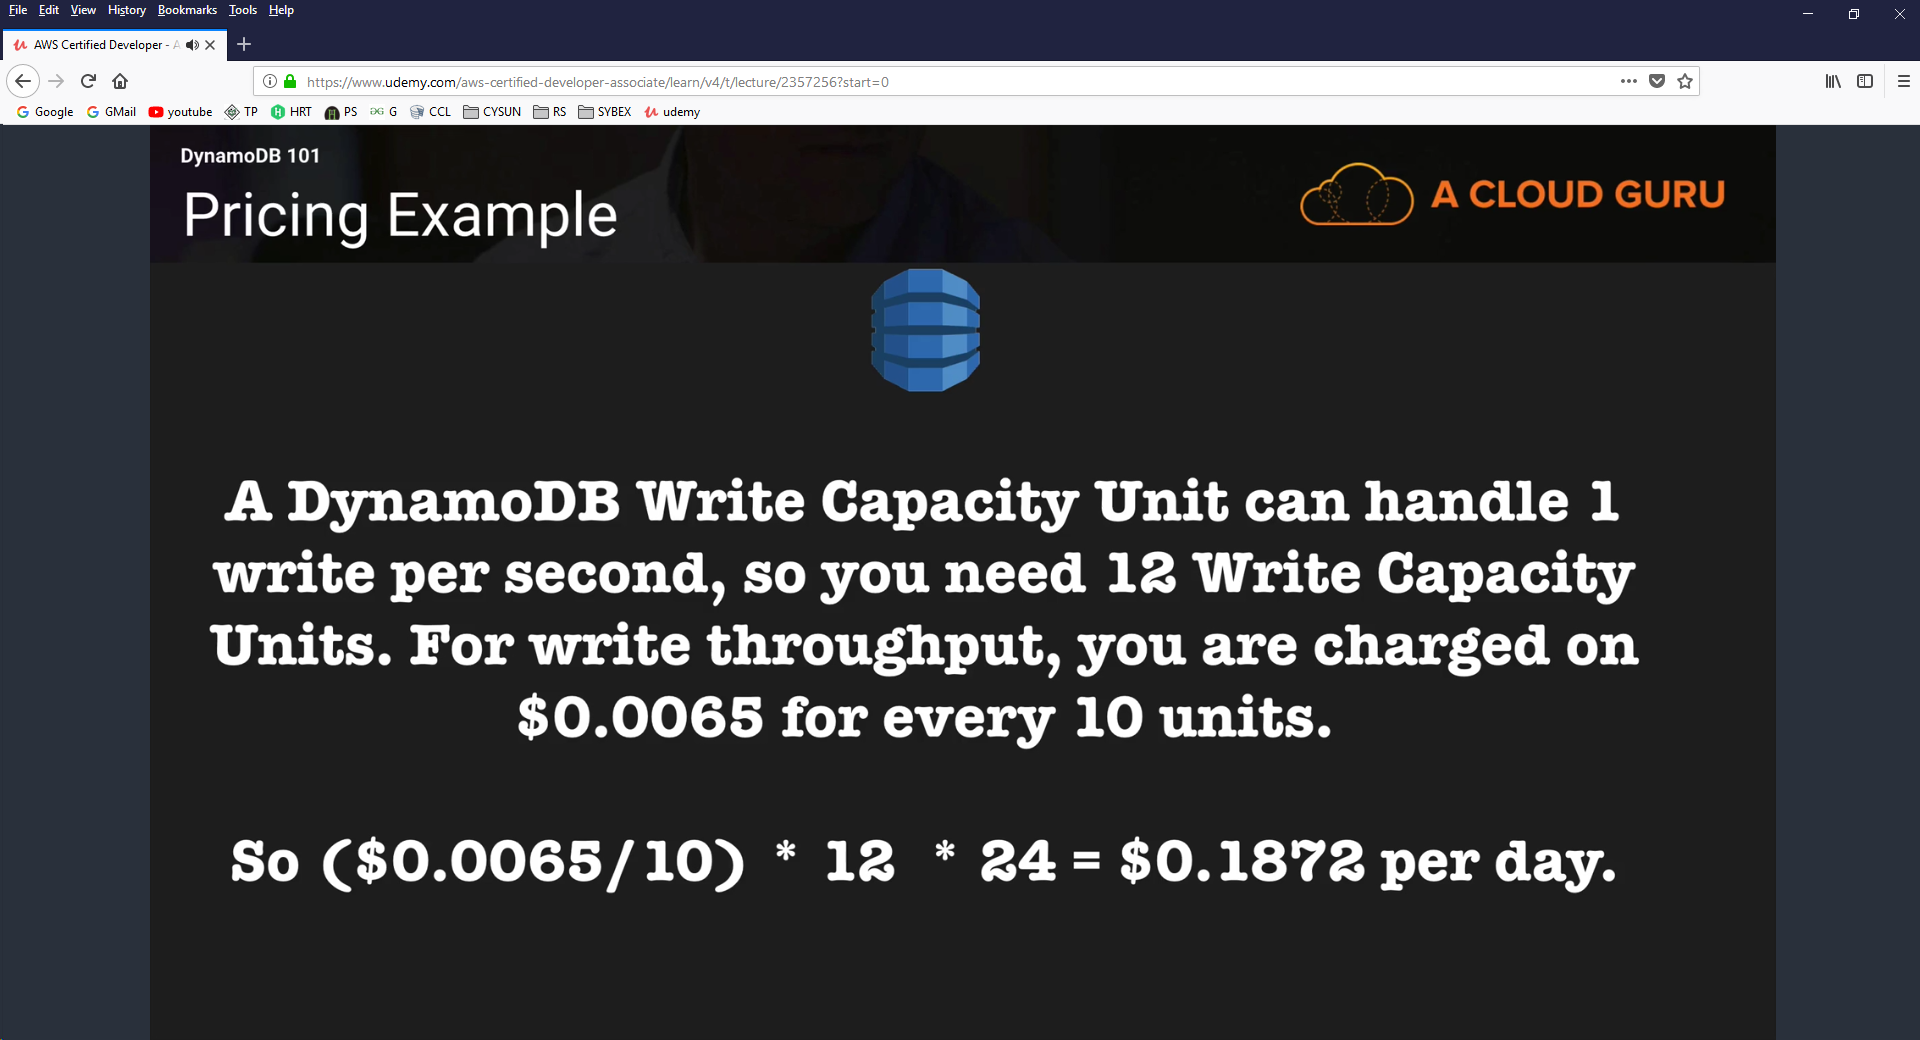 File Edit View History Bookmarks Tools Help
AWS Certified Developer - A
https://www.udemy.com/aws-certified-developer-associate/learn/v4/t/lecture/2357256?start=0
Google GMail youtube TP HRT PS G CCL CYSUN RS SYBEX udemy
DynamoDB 101
Pricing Example
A CLOUD GURU
A DynamoDB Write Capacity Unit can handle 1
write per second, so you need 12 Write Capacity
Units. For write throughput, you are charged on
$0.0065 for every 10 units.
So ($0.0065/10) * 12 * 24 = $0.1872 per day.